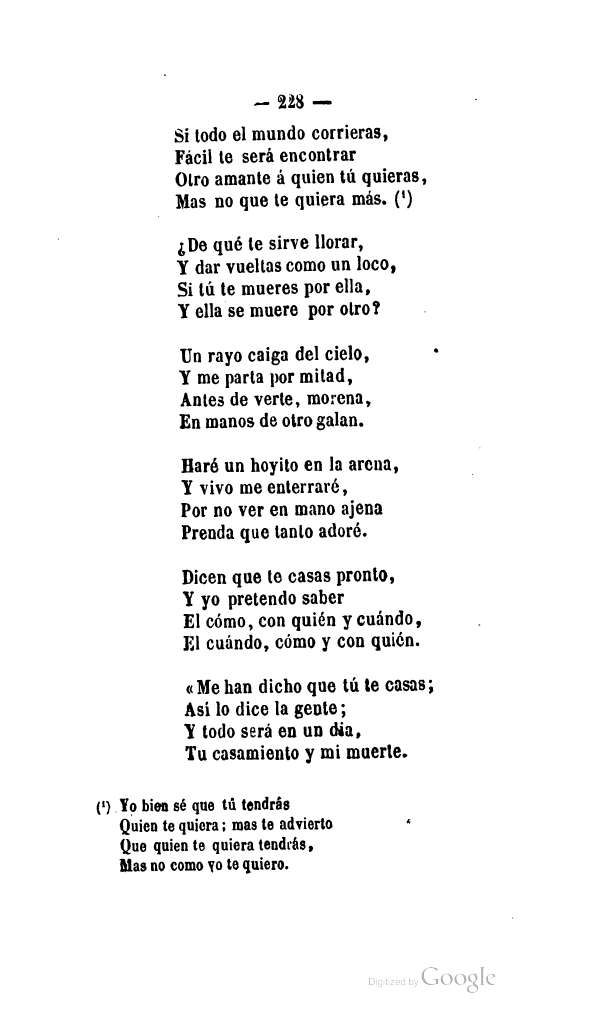 — 228 —
Si todo el mundo corrieras,
Fácil te será encontrar
Otro amante á quien tú quieras,
Mas no que te quiera más. (¹)
¿De qué te sirve llorar,
Y dar vueltas como un loco,
Si tú te mueres por ella,
Y ella se muere por otro?
Un rayo caiga del cielo,
Y me parta por mitad,
Antes de verte, morena,
En manos de otro galan.
Haré un hoyito en la arena,
Y vivo me enterraré,
Por no ver en mano ajena
Prenda que tanto adoré.
Dicen que te casas pronto,
Y yo pretendo saber
El cómo, con quién y cuándo,
El cuándo, cómo y con quién.
«Me han dicho que tú te casas;
Asi lo dice la gente;
Y todo será en un dia,
Tu casamiento y mi muerte.
(¹) Yo bien sé que tú tendrás
Quien te quiera; mas te advierto
Que quien te quiera tendrás,
Mas no como yo te quiero.
Digitized by Google